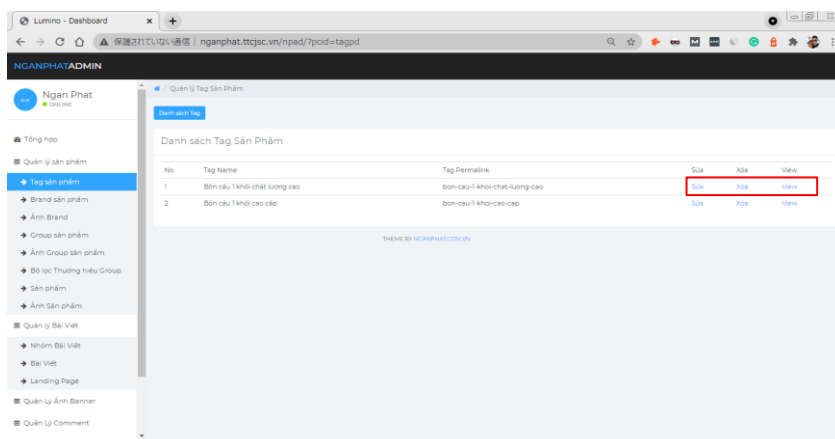 Lumino - Dashboard
保護されていない通信 | nganphat.ttcjsc.vn/npad/?pcid=tagpd
NGANPHATADMIN
Ngan Phat
ONLINE
Tổng hợp
Quản lý sản phẩm
Tag sản phẩm
Brand sản phẩm
Ảnh Brand
Group sản phẩm
Ảnh Group sản phẩm
Bộ lọc Thương hiệu Group
Sản phẩm
Ảnh Sản phẩm
Quản lý Bài Viết
Nhóm Bài Viết
Bài Viết
Landing Page
Quản Lý Ảnh Banner
Quản Lý Comment
/ Quản lý Tag Sản Phẩm
Danh sách Tag
Danh sách Tag Sản Phẩm
No Tag Name Tag Permalink Sửa Xóa View
1 Bồn cầu 1 khối chất lượng cao bon-cau-1-khoi-chat-luong-cao Sửa Xóa View
2 Bồn cầu 1 khối cao cấp bon-cau-1-khoi-cao-cap Sửa Xóa View
THEME BY NGANPHAT.COM.VN